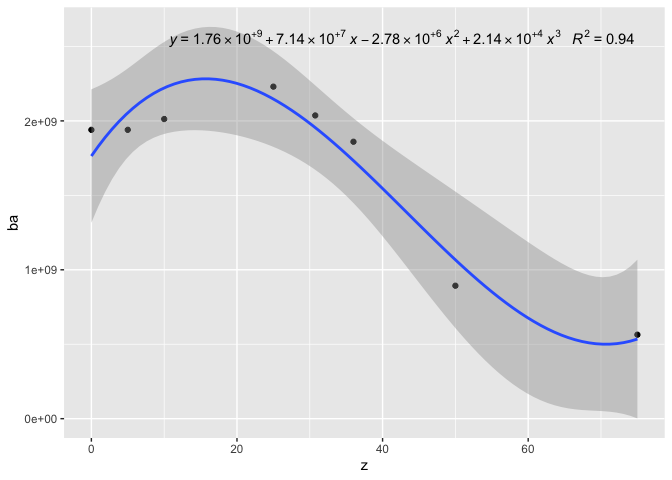 y = 1.76 × 10⁺⁹ + 7.14 × 10⁺⁷ x − 2.78 × 10⁺⁶ x² + 2.14 × 10⁺⁴ x³ R² = 0.94
2e+09
1e+09
0e+00
ba
0 20 40 60
z